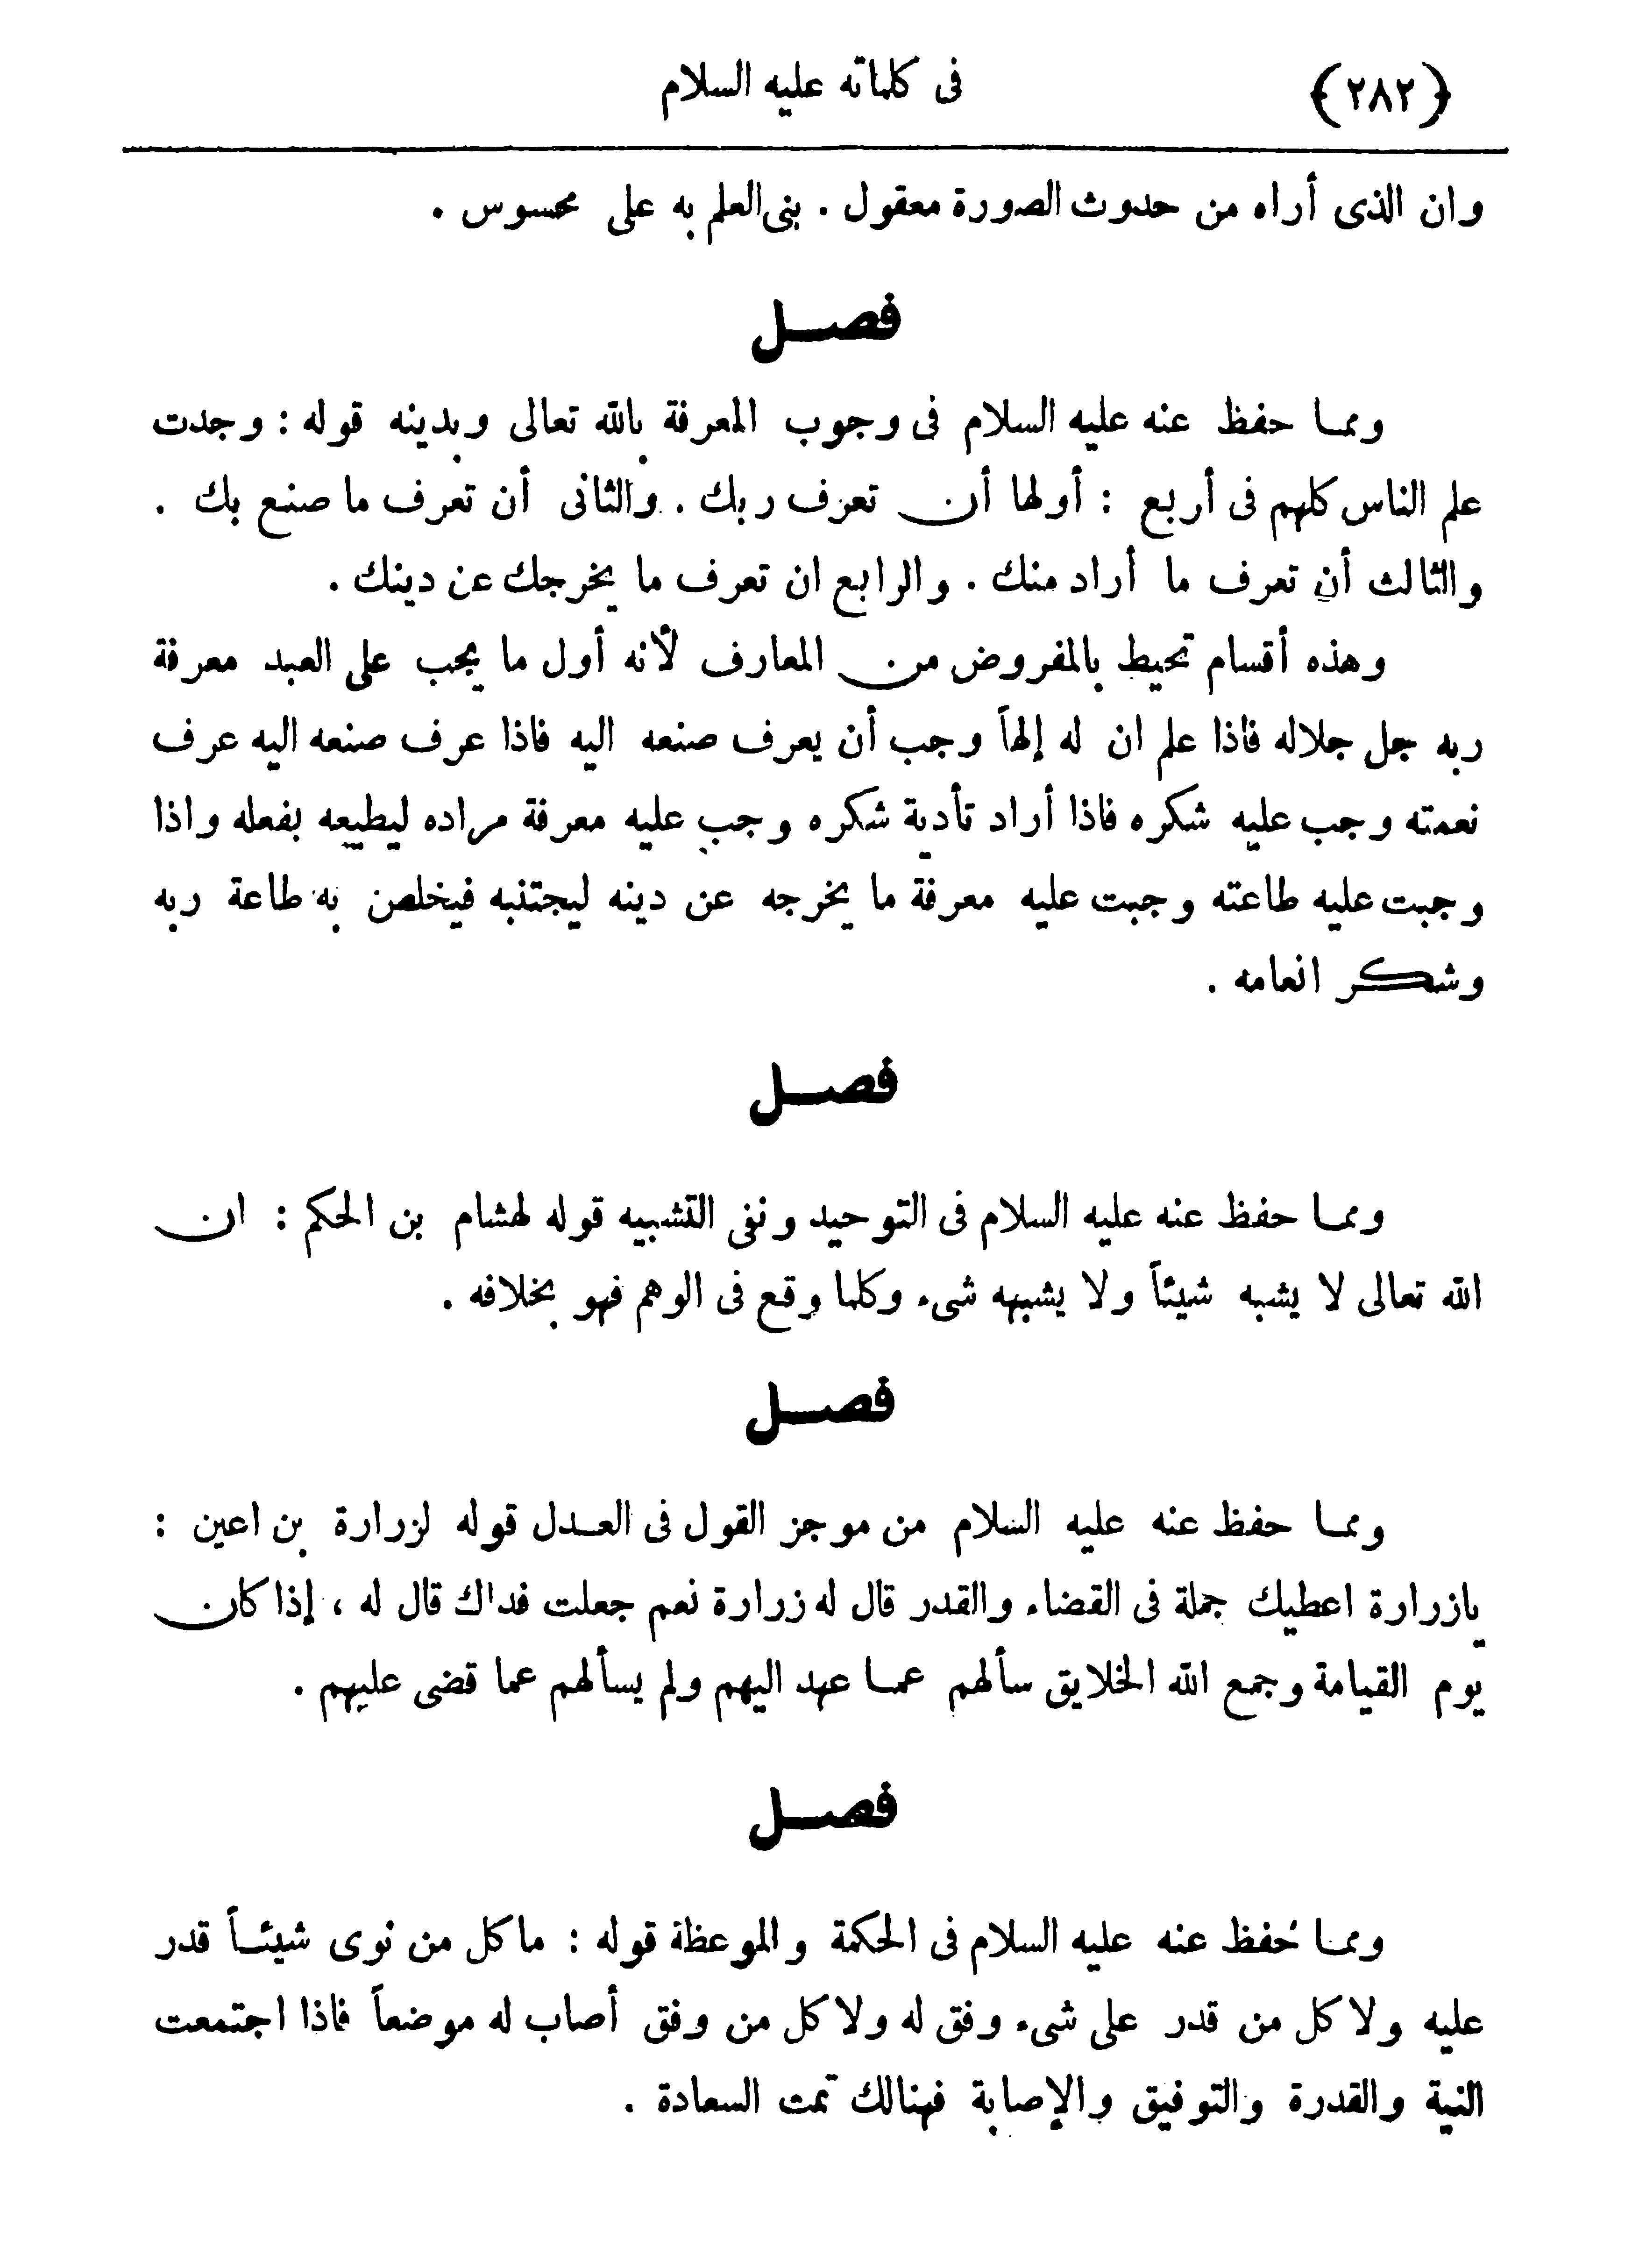 ﴿٢٨٢﴾ فى كلماته عليه السلام
وان الذى أراه من حدوث الصورة معقول . بنى العلم به على محسوس .
فصل
ومما حفظ عنه عليه السلام فى وجوب المعرفة بالله تعالى وبدينه قوله : وجدت
علم الناس كلهم فى أربع : أولها أن تعرف ربك . والثانى أن تعرف ما صنع بك .
والثالث أن تعرف ما أراد منك . والرابع ان تعرف ما يخرجك عن دينك .
وهذه أقسام تحيط بالمفروض من المعارف لأنه أول ما يجب على العبد معرفة
ربه جل جلاله فاذا علم ان له إلهاً وجب أن يعرف صنعه اليه فاذا عرف صنعه اليه عرف
نعمته وجب عليه شكره فاذا أراد تأدية شكره وجب عليه معرفة مراده ليطيعه بفعله واذا
وجبت عليه طاعته وجبت عليه معرفة ما يخرجه عن دينه ليجتنبه فيخلص به طاعة ربه
وشكر انعامه .
فصل
ومما حفظ عنه عليه السلام فى التوحيد ونفى التشبيه قوله لهشام بن الحكم : ان
الله تعالى لا يشبه شيئاً ولا يشبهه شىء وكلما وقع فى الوهم فهو بخلافه .
فصل
ومما حفظ عنه عليه السلام من موجز القول فى العدل قوله لزرارة بن اعين :
يازرارة اعطيك جملة فى القضاء والقدر قال له زرارة نعم جعلت فداك قال له ، إذا كان
يوم القيامة وجمع الله الخلايق سألهم عما عهد اليهم ولم يسألهم عما قضى عليهم .
فصل
ومما حُفظ عنه عليه السلام فى الحكمة والموعظة قوله : ما كل من نوى شيئاً قدر
عليه ولا كل من قدر على شىء وفق له ولا كل من وفق أصاب له موضعاً فاذا اجتمعت
النية والقدرة والتوفيق والإصابة فهنالك تمت السعادة .